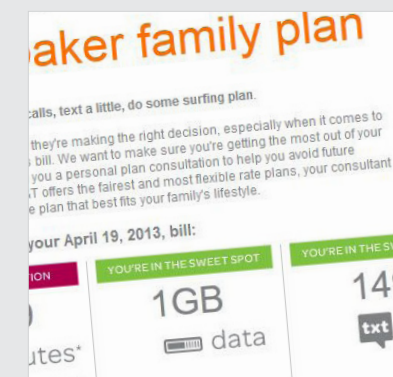 family plan
calls, text a little, do some surfing plan.
they're making the right decision, especially when it comes to
bill. We want to make sure you're getting the most out of your
you a personal plan consultation to help you avoid future
offers the fairest and most flexible rate plans, your consultant
plan that best fits your family's lifestyle.
your April 19, 2013, bill:
YOU'RE IN THE SWEET SPOT
YOU'RE IN THE
1GB
data
txt